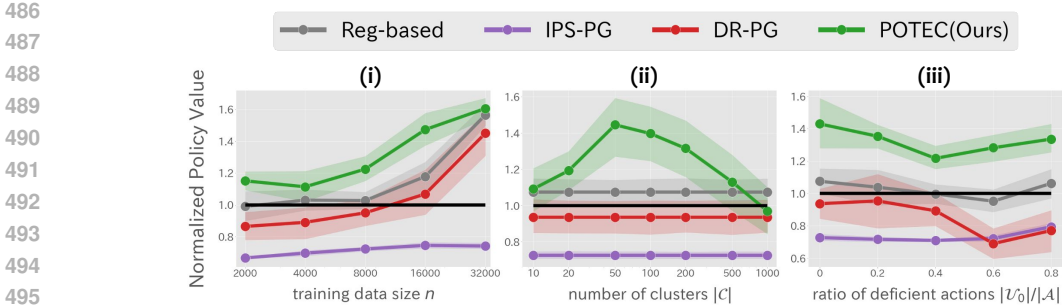 486
487
488
489
490
491
492
493
494
495
Reg-based IPS-PG DR-PG POTEC(Ours)
(i) (ii) (iii)
Normalized Policy Value
1.6
1.4
1.2
1.0
0.8
2000 4000 8000 16000 32000
training data size n
1.6
1.4
1.2
1.0
0.8
10 20 50 100 200 500 1000
number of clusters |C|
1.6
1.4
1.2
1.0
0.8
0.6
0 0.2 0.4 0.6 0.8
ratio of deficient actions |𝒰₀|/|𝒜|